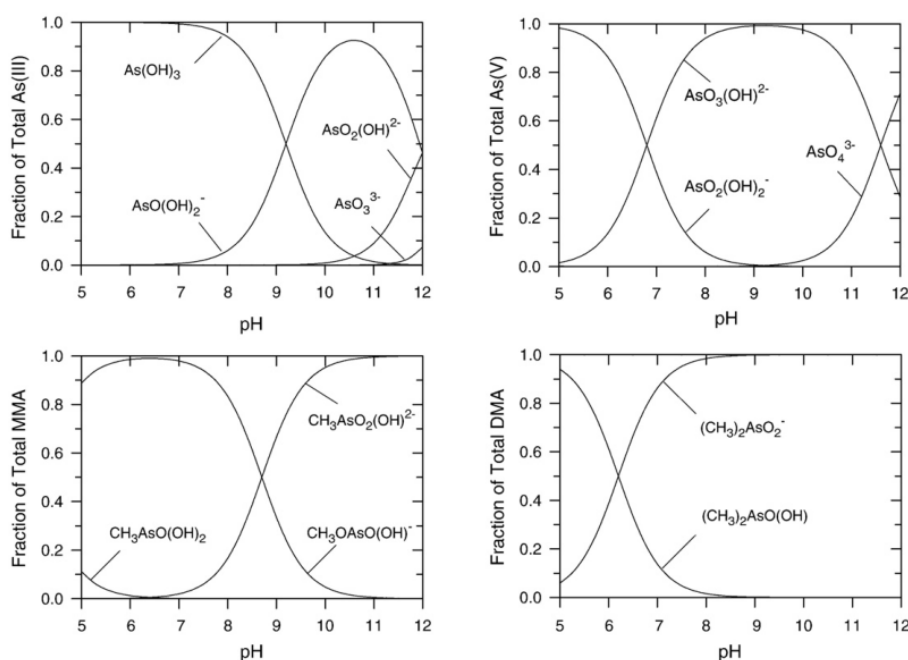 Fraction of Total As(III)
1.0
0.8
0.6
0.4
0.2
0.0
As(OH)₃
AsO₂(OH)²⁻
AsO(OH)₂⁻
AsO₃³⁻
5 6 7 8 9 10 11 12
pH
Fraction of Total As(V)
1.0
0.8
0.6
0.4
0.2
0.0
AsO₃(OH)²⁻
AsO₄³⁻
AsO₂(OH)₂⁻
5 6 7 8 9 10 11 12
pH
Fraction of Total MMA
1.0
0.8
0.6
0.4
0.2
0.0
CH₃AsO₂(OH)²⁻
CH₃AsO(OH)₂
CH₃OAsO(OH)⁻
5 6 7 8 9 10 11 12
pH
Fraction of Total DMA
1.0
0.8
0.6
0.4
0.2
0.0
(CH₃)₂AsO₂⁻
(CH₃)₂AsO(OH)
5 6 7 8 9 10 11 12
pH